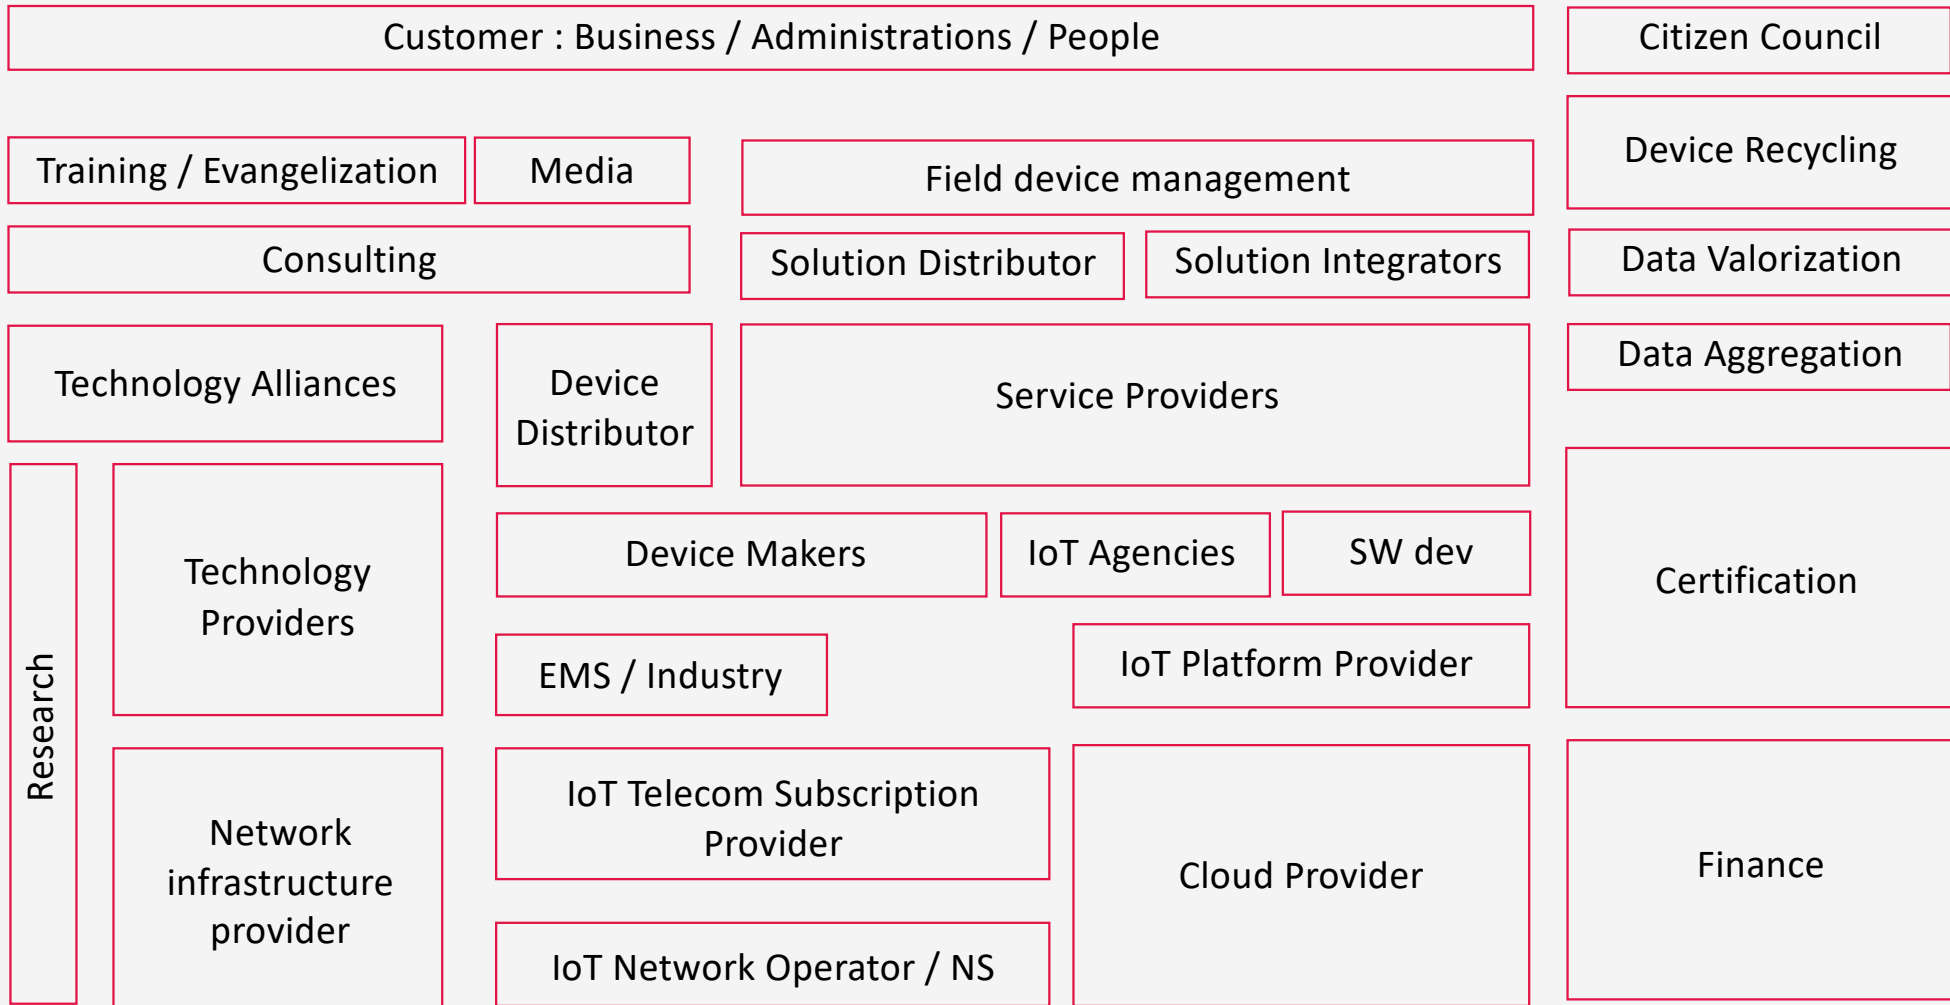 Customer : Business / Administrations / People
Citizen Council
Training / Evangelization
Media
Field device management
Device Recycling
Consulting
Solution Distributor
Solution Integrators
Data Valorization
Technology Alliances
Device
Distributor
Service Providers
Data Aggregation
Research
Technology
Providers
Device Makers
IoT Agencies
SW dev
Certification
EMS / Industry
IoT Platform Provider
Network
infrastructure
provider
IoT Telecom Subscription
Provider
Cloud Provider
Finance
IoT Network Operator / NS